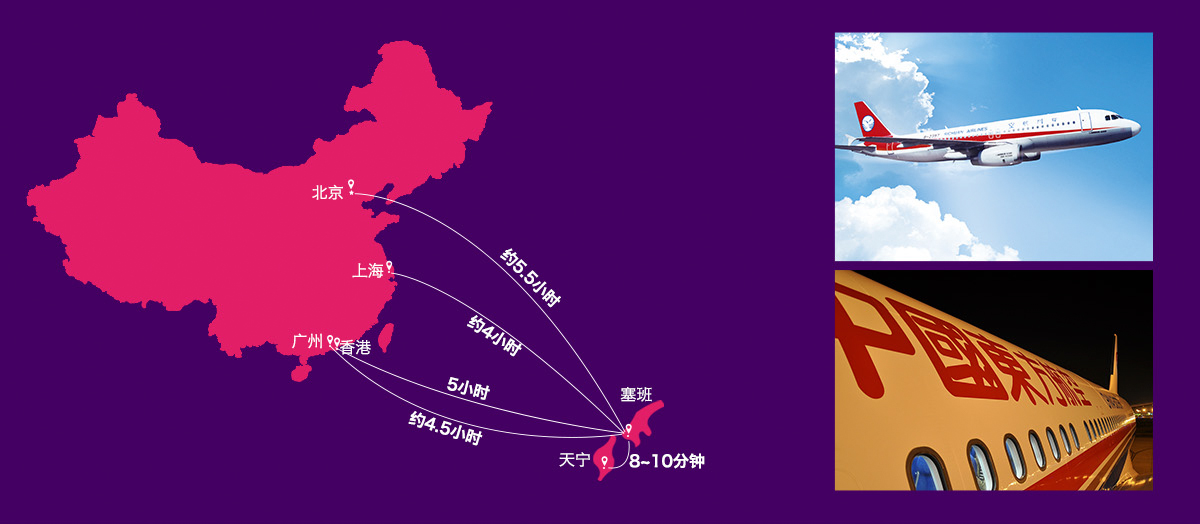 北京
约5.5小时
上海
约4小时
广州
香港
5小时
约4.5小时
塞班
天宁
8~10分钟
中國東方航空